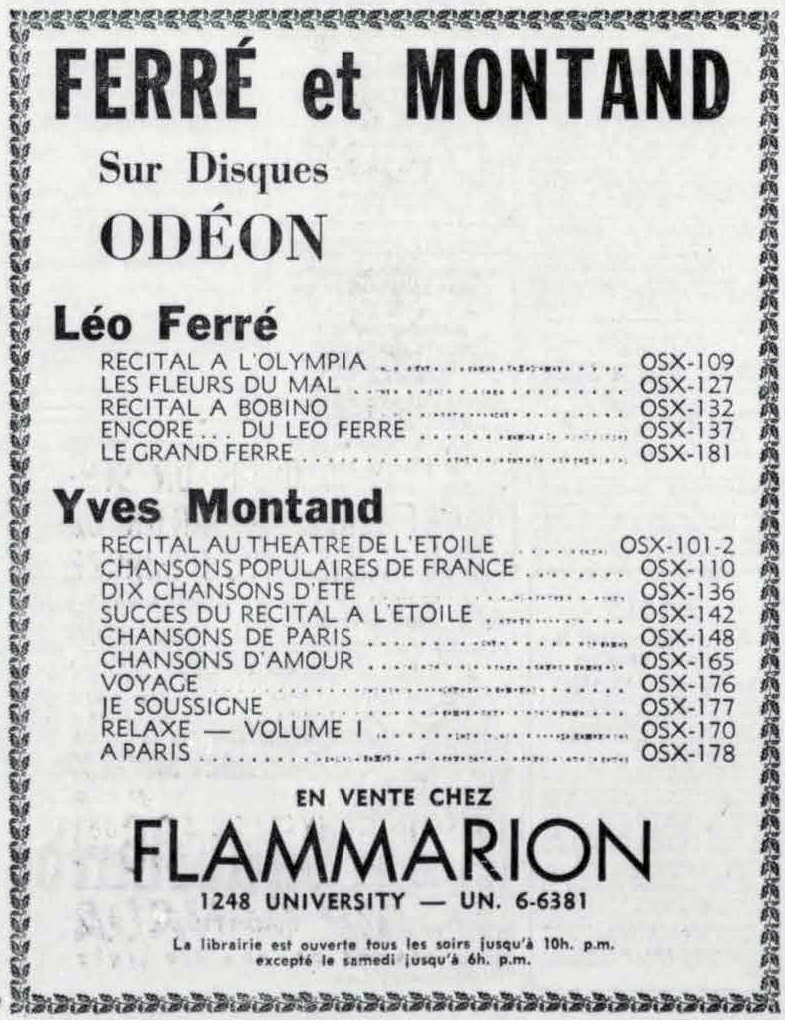 FERRÉ et MONTAND
Sur Disques
ODÉON
Léo Ferré
RECITAL A L'OLYMPIA OSX-109
LES FLEURS DU MAL OSX-127
RECITAL A BOBINO OSX-132
ENCORE... DU LEO FERRE OSX-137
LE GRAND FERRE OSX-181
Yves Montand
RECITAL AU THEATRE DE L'ETOILE OSX-101-2
CHANSONS POPULAIRES DE FRANCE OSX-110
DIX CHANSONS D'ETE OSX-136
SUCCES DU RECITAL A L'ETOILE OSX-142
CHANSONS DE PARIS OSX-148
CHANSONS D'AMOUR OSX-165
VOYAGE OSX-176
JE SOUSSIGNE OSX-177
RELAXE — VOLUME I OSX-170
A PARIS OSX-178
EN VENTE CHEZ
FLAMMARION
1248 UNIVERSITY — UN. 6-6381
La librairie est ouverte tous les soirs jusqu'à 10h. p.m.
excepté le samedi jusqu'à 6h. p.m.